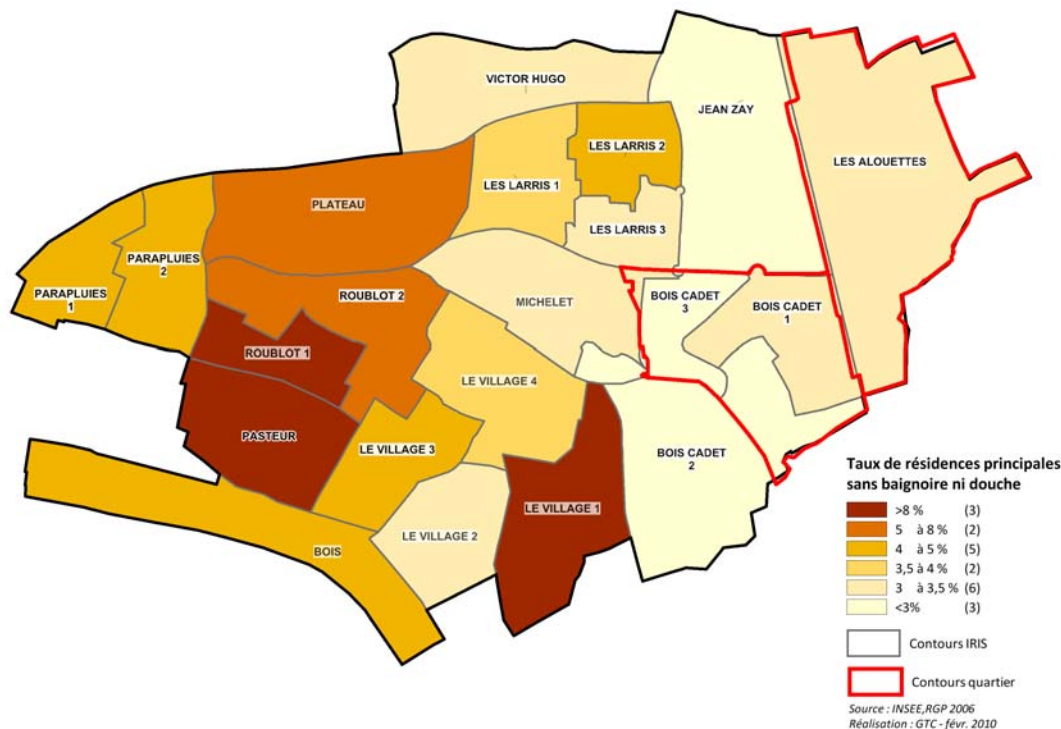 VICTOR HUGO
JEAN ZAY
LES LARRIS 2
LES ALOUETTES
LES LARRIS 1
PLATEAU
LES LARRIS 3
PARAPLUIES
2
PARAPLUIES
1
ROUBLOT 2
MICHELET
BOIS CADET
3
BOIS CADET
1
ROUBLOT 1
LE VILLAGE 4
PASTEUR
LE VILLAGE 3
BOIS CADET
2
LE VILLAGE 1
LE VILLAGE 2
BOIS
Taux de résidences principales
sans baignoire ni douche
>8 % (3)
5 à 8 % (2)
4 à 5 % (5)
3,5 à 4 % (2)
3 à 3,5 % (6)
<3% (3)
Contours IRIS
Contours quartier
Source : INSEE,RGP 2006
Réalisation : GTC - févr. 2010